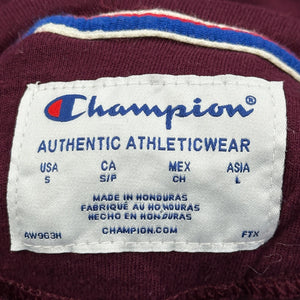 Champion®
AUTHENTIC ATHLETICWEAR
USA CA MEX ASIA
S S/P CH L
MADE IN HONDURAS
FABRIQUÉ AU HONDURAS
HECHO EN HONDURAS
AW963H CHAMPION.COM FTX